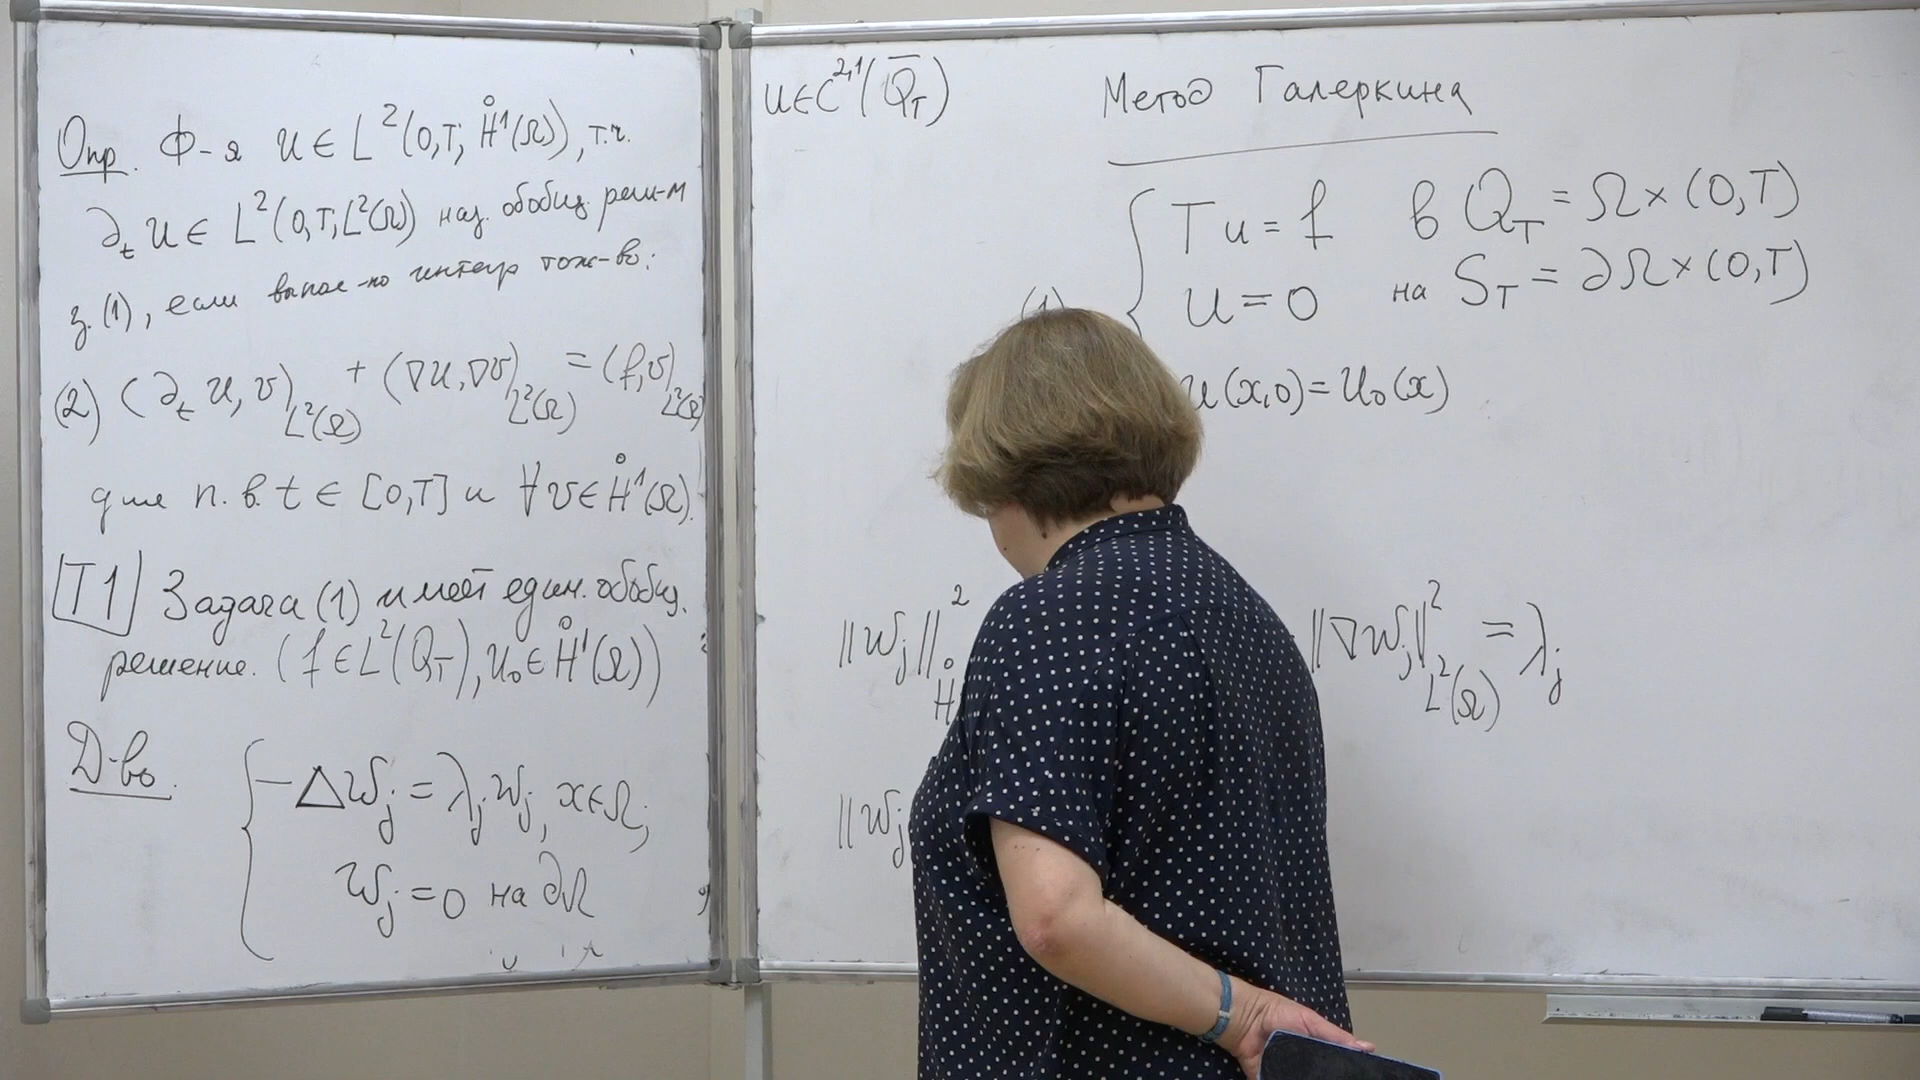 Опр. Ф-я u ∈ L²(0,T; H̊¹(Ω)), т.ч.
∂ₜu ∈ L²(0,T; L²(Ω)) наз. обобщ. реш-м
з. (1), если выпол-но интегр тож-во:
(2) (∂ₜu, v)_{L²(Ω)} + (∇u, ∇v)_{L²(Ω)} = (f, v)_{L²(Ω)}
для п.в. t ∈ [0,T] и ∀v ∈ H̊¹(Ω).
T1 Задача (1) имеет един. обобщ.
решение. (f ∈ L²(Q_T), u₀ ∈ H̊¹(Ω))
Д-во. { -Δw_j = λ_j w_j, x ∈ Ω,
w_j = 0 на ∂Ω
u ∈ C^{2,1}(Q̅_T)
Метод Галеркина
(1) { Tu = f в Q_T = Ω × (0,T)
u = 0 на S_T = ∂Ω × (0,T)
u(x,0) = u₀(x)
||w_j||²_{H̊ ||∇w_j||²_{L²(Ω)} = λ_j
||w_j